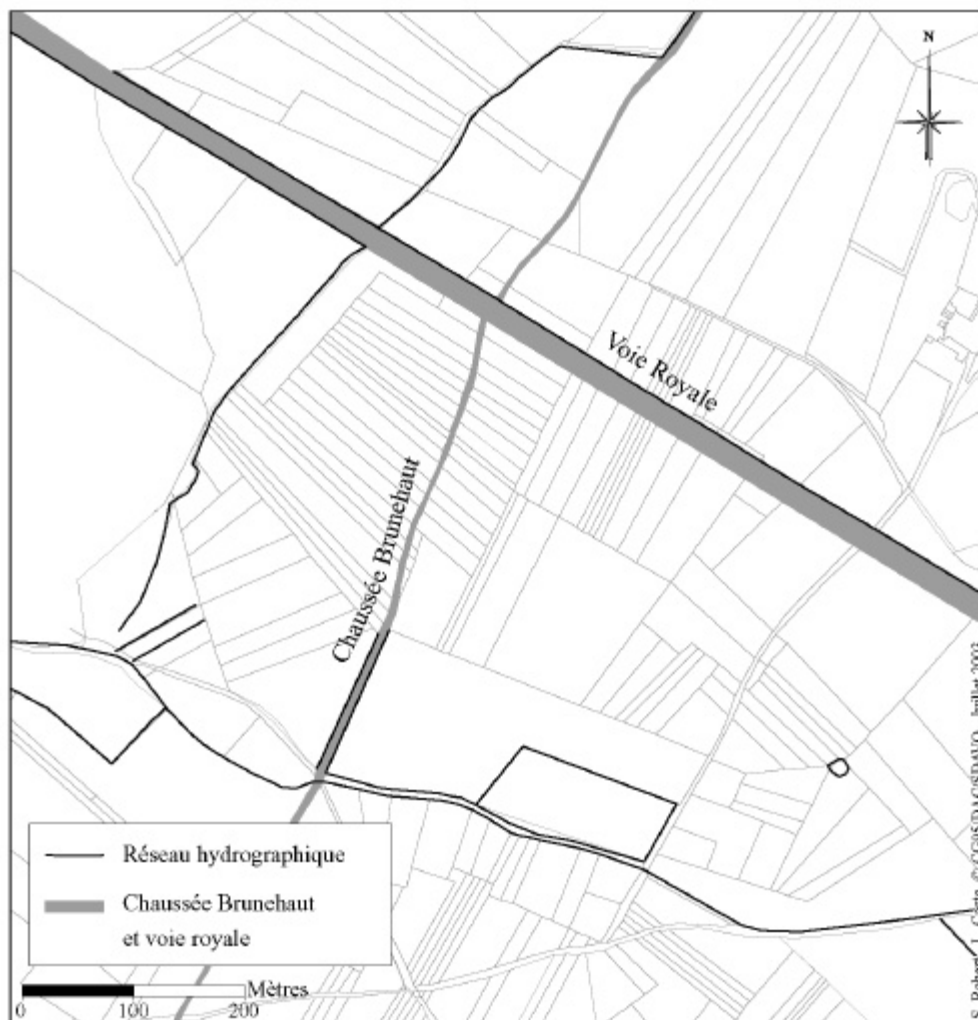 N
Voie Royale
Chaussée Brunehaut
Réseau hydrographique
Chaussée Brunehaut
et voie royale
Mètres
0 100 200